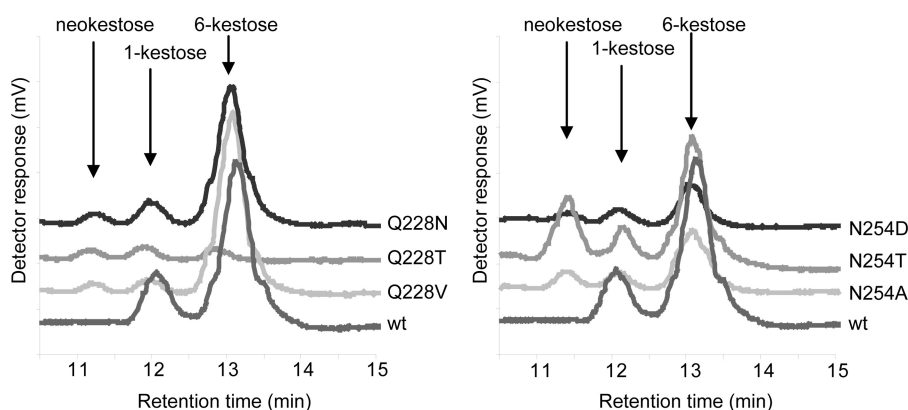 neokestose
6-kestose
1-kestose
Detector response (mV)
Q228N
Q228T
Q228V
wt
11 12 13 14 15
Retention time (min)
neokestose
6-kestose
1-kestose
Detector response (mV)
N254D
N254T
N254A
wt
11 12 13 14 15
Retention time (min)